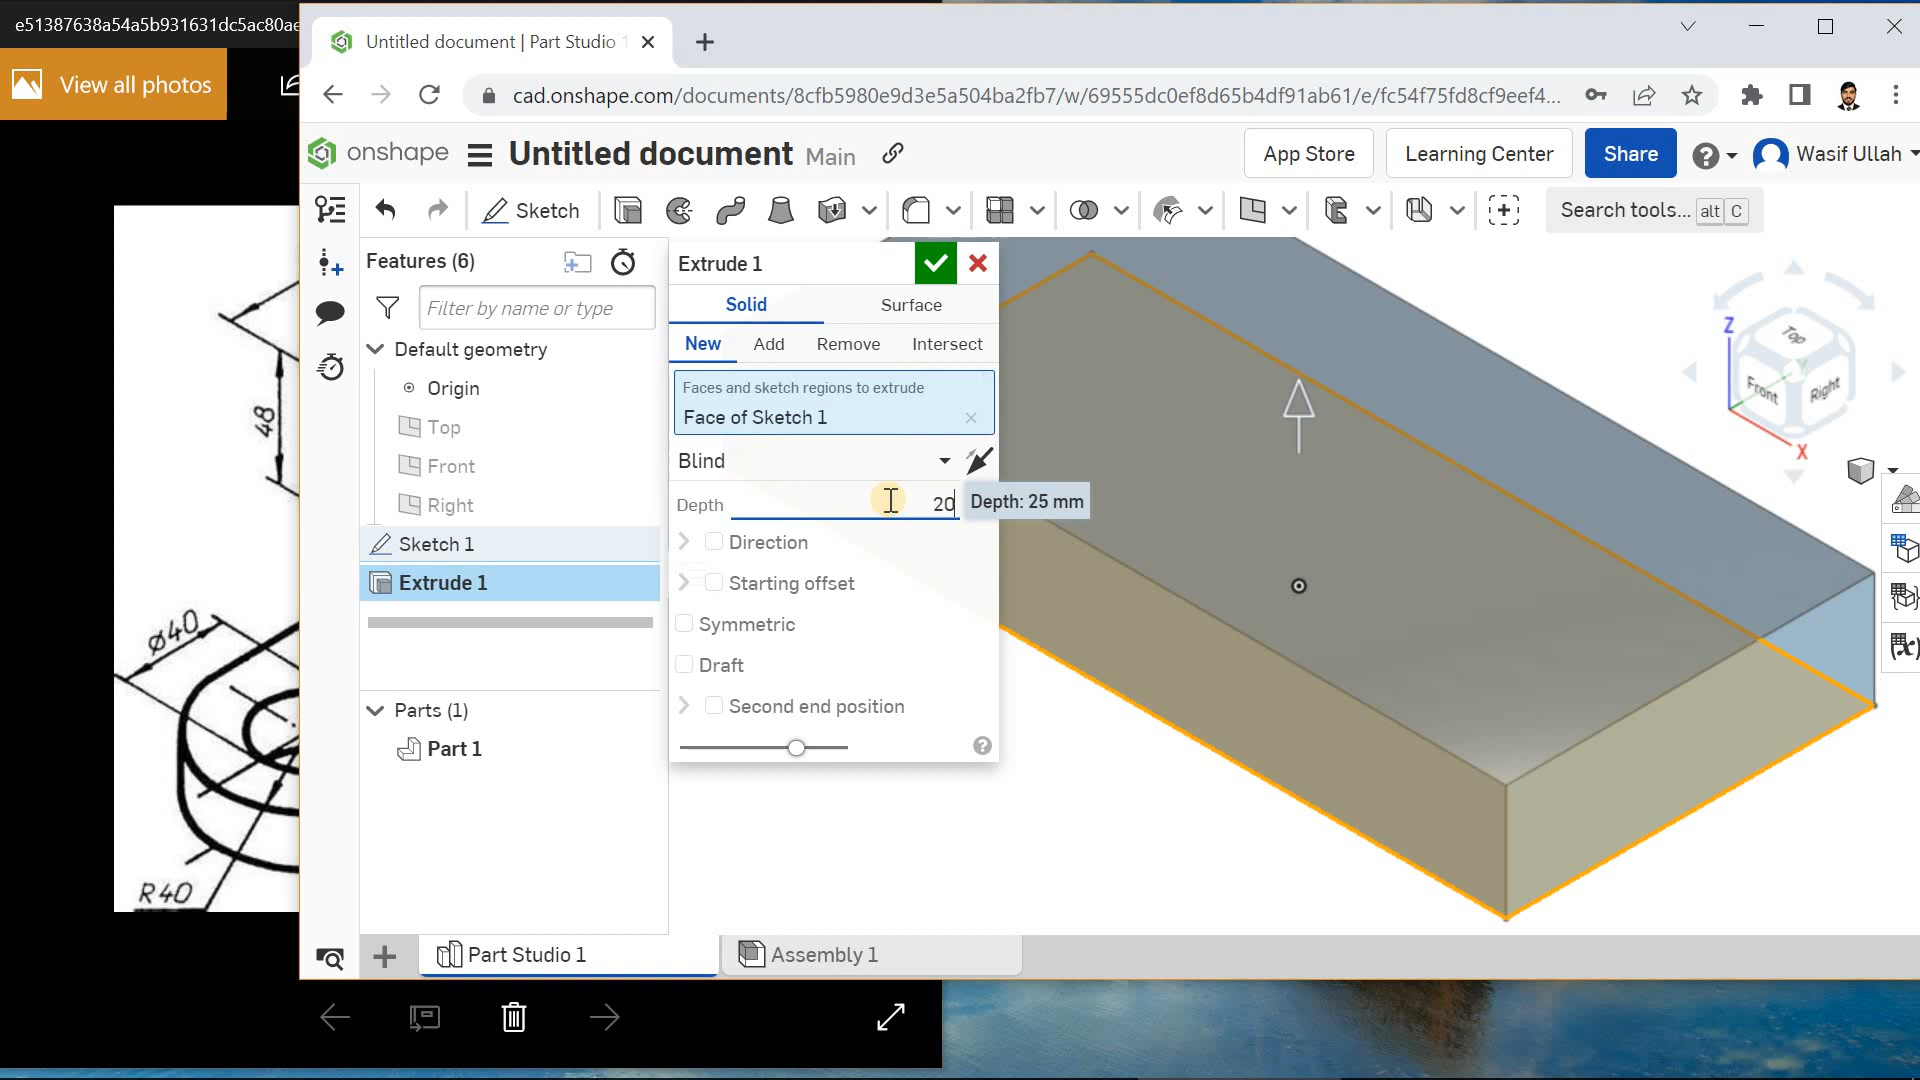 e51387638a54a5b931631dc5ac80ae
View all photos
48
ø40
R40
Untitled document | Part Studio 1
cad.onshape.com/documents/8cfb5980e9d3e5a504ba2fb7/w/69555dc0ef8d65b4df91ab61/e/fc54f75fd8cf9eef4...
onshape
Untitled document Main
App Store
Learning Center
Share
Wasif Ullah
Sketch
Search tools... alt C
Features (6)
Filter by name or type
Default geometry
Origin
Top
Front
Right
Sketch 1
Extrude 1
Parts (1)
Part 1
Extrude 1
Solid
Surface
New
Add
Remove
Intersect
Faces and sketch regions to extrude
Face of Sketch 1
Blind
Depth 20
Depth: 25 mm
Direction
Starting offset
Symmetric
Draft
Second end position
Z
Top
Front
Right
X
Part Studio 1
Assembly 1